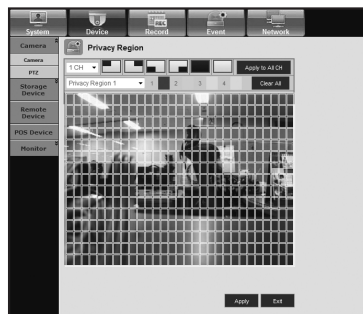 System Device Record Event Network
REC
Camera
Privacy Region
Camera
1 CH
Apply to All CH
PTZ
Privacy Region 1
1 2 3 4
Clear All
Storage
Device
Remote
Device
POS Device
Monitor
Apply Exit